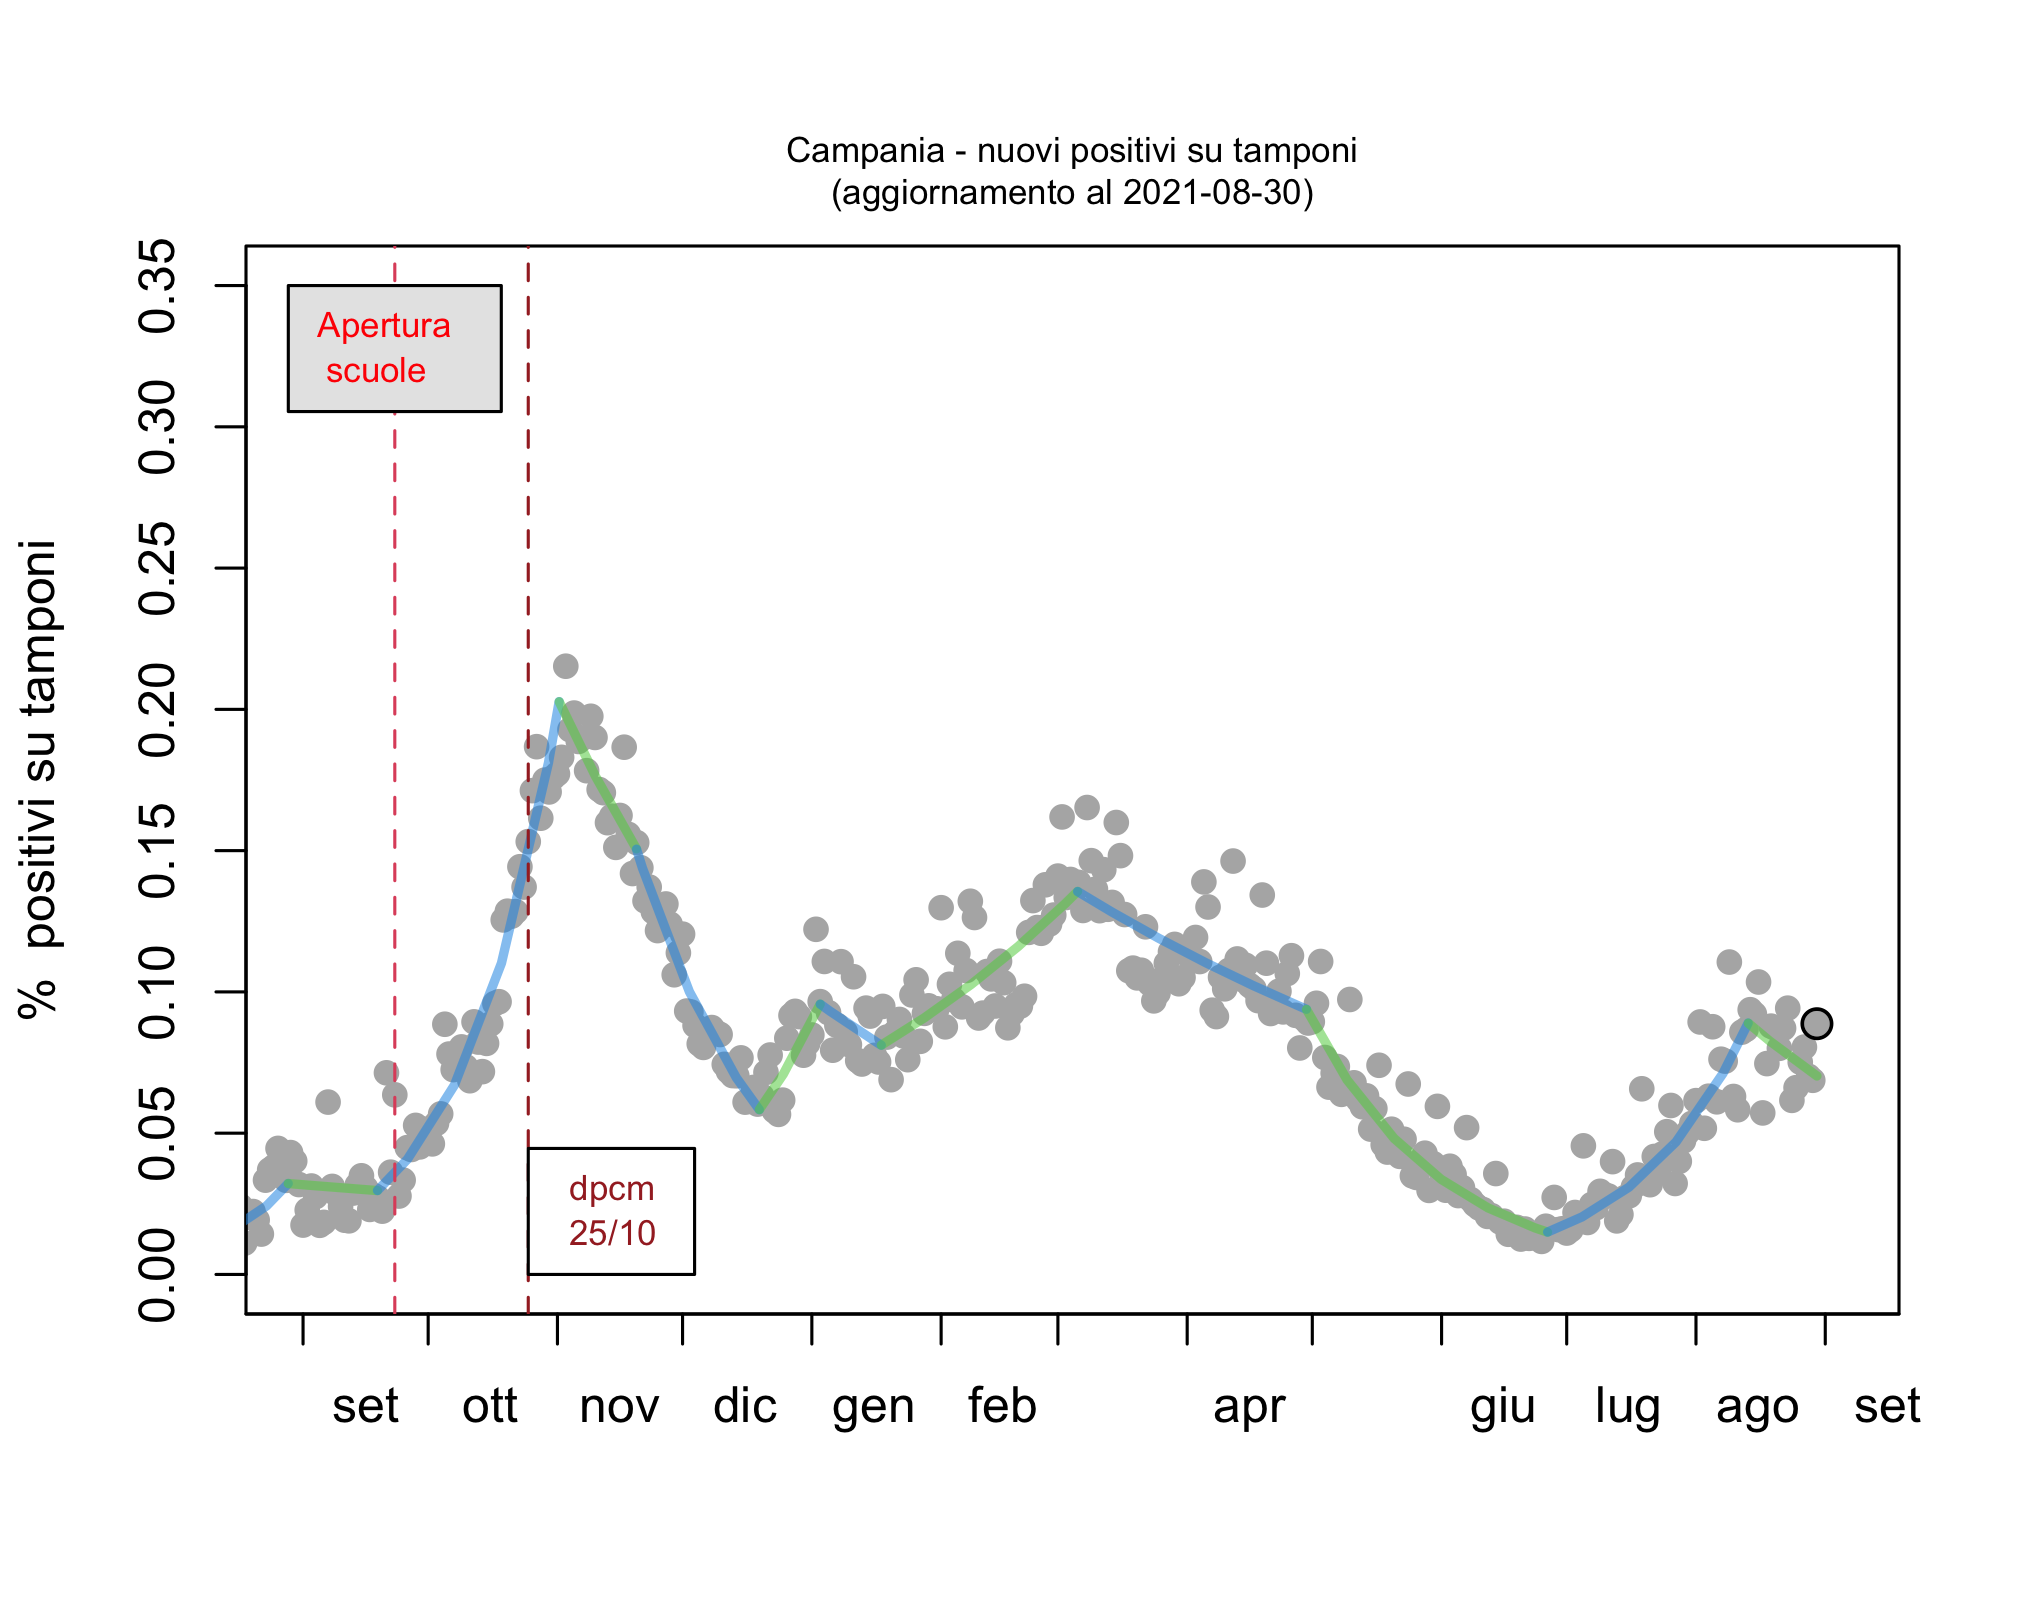 Campania - nuovi positivi su tamponi
(aggiornamento al 2021-08-30)
% positivi su tamponi
0.35
0.30
0.25
0.20
0.15
0.10
0.05
0.00
Apertura
scuole
dpcm
25/10
set ott nov dic gen feb apr giu lug ago set